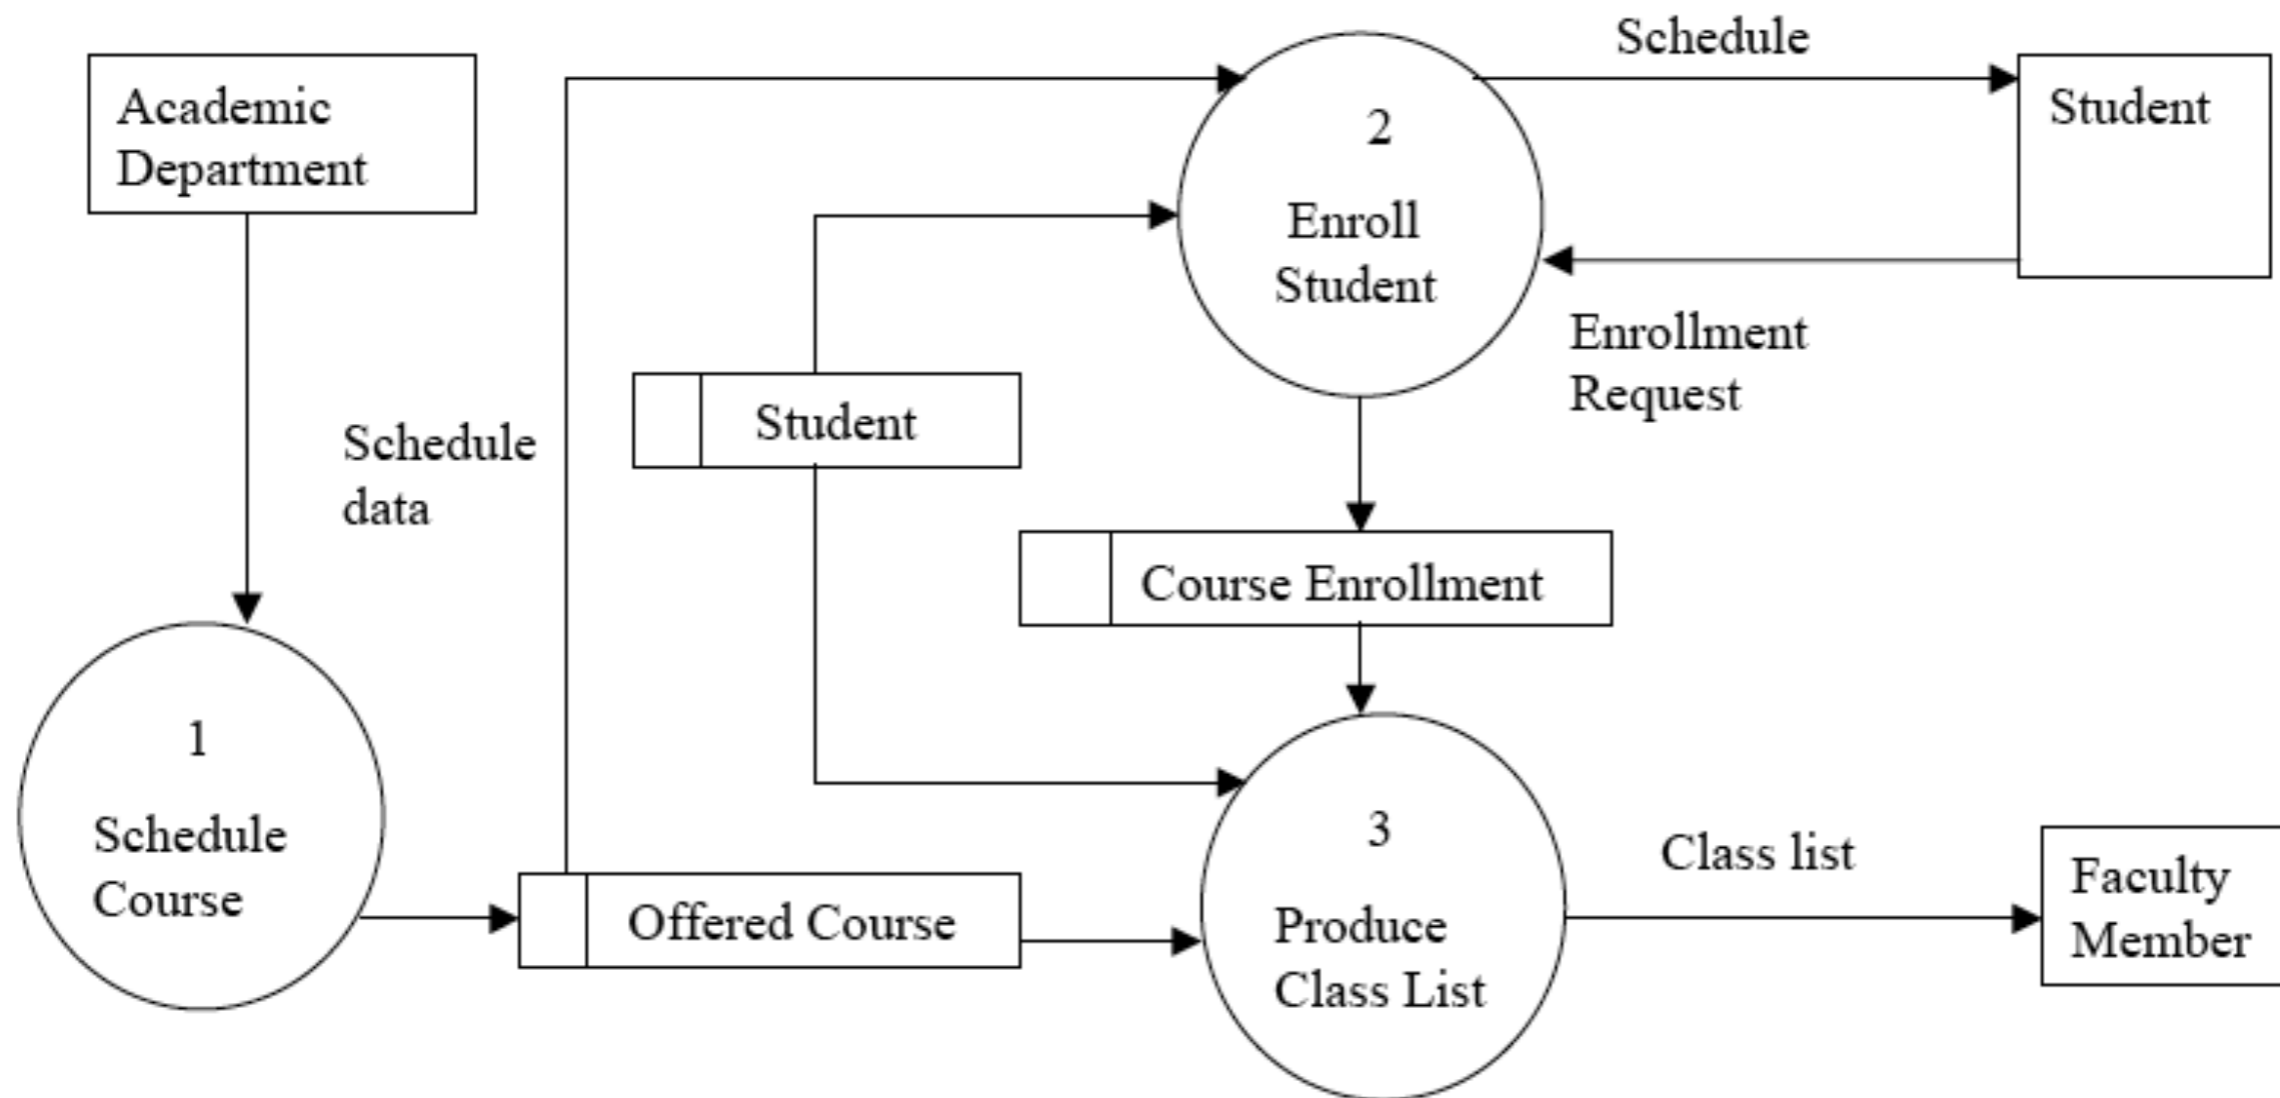 Academic
Department
Schedule
data
1
Schedule
Course
Student
Offered Course
2
Enroll
Student
Schedule
Student
Enrollment
Request
Course Enrollment
3
Produce
Class List
Class list
Faculty
Member